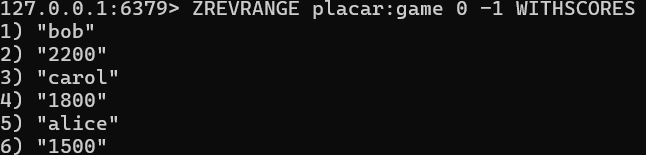 127.0.0.1:6379> ZREVRANGE placar:game 0 -1 WITHSCORES
1) "bob"
2) "2200"
3) "carol"
4) "1800"
5) "alice"
6) "1500"